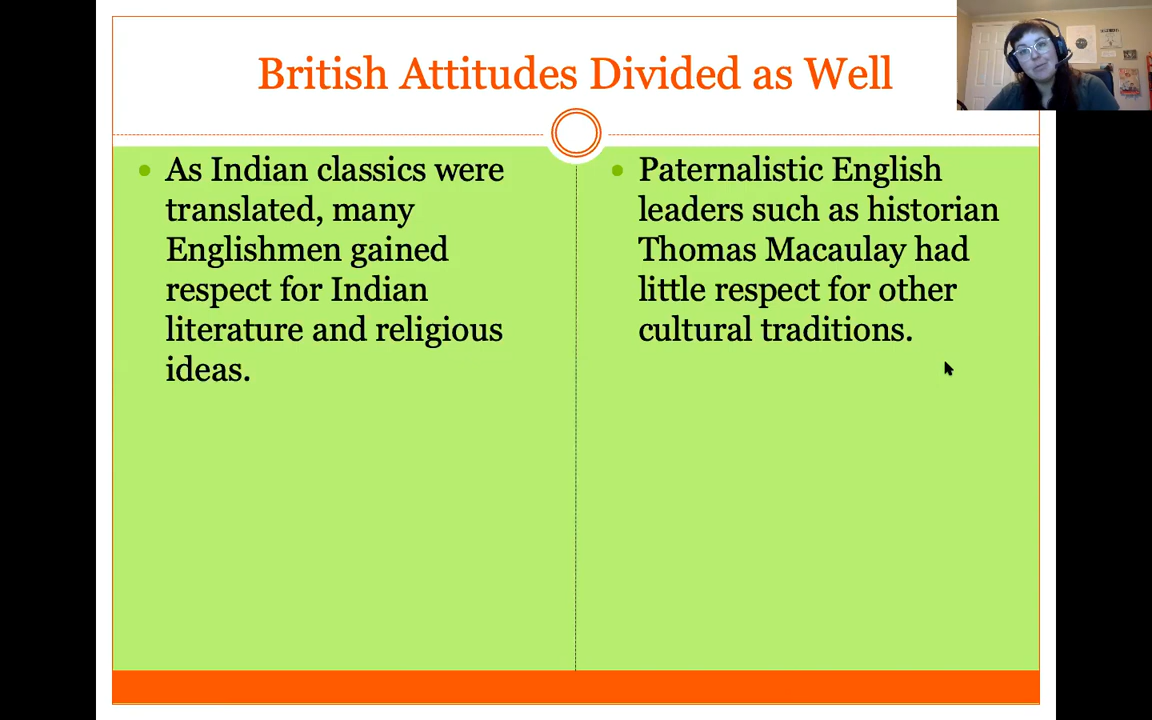 British Attitudes Divided as Well
As Indian classics were
translated, many
Englishmen gained
respect for Indian
literature and religious
ideas.
Paternalistic English
leaders such as historian
Thomas Macaulay had
little respect for other
cultural traditions.